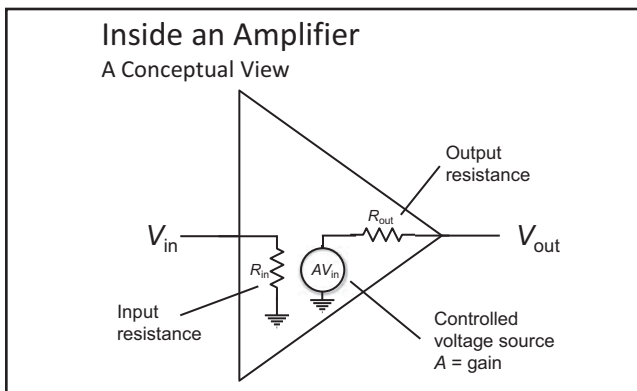 Inside an Amplifier
A Conceptual View
Output
resistance
R_out
V_in
V_out
R_in
AV_in
Input
resistance
Controlled
voltage source
A = gain